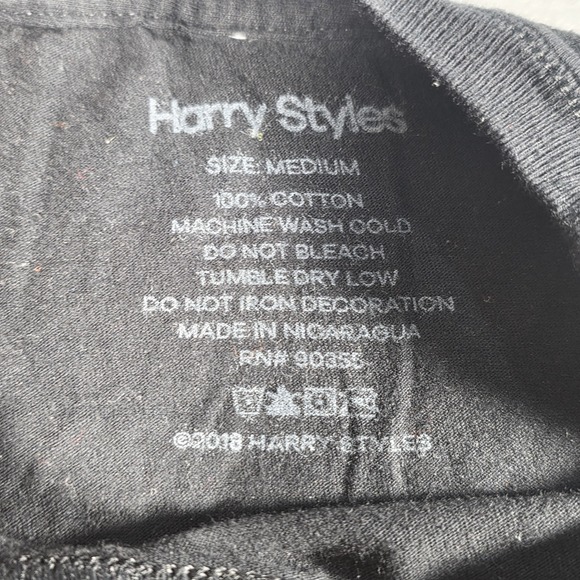 Harry Styles
SIZE: MEDIUM
100% COTTON
MACHINE WASH COLD
DO NOT BLEACH
TUMBLE DRY LOW
DO NOT IRON DECORATION
MADE IN NICARAGUA
RN# 90355
©2018 HARRY STYLES